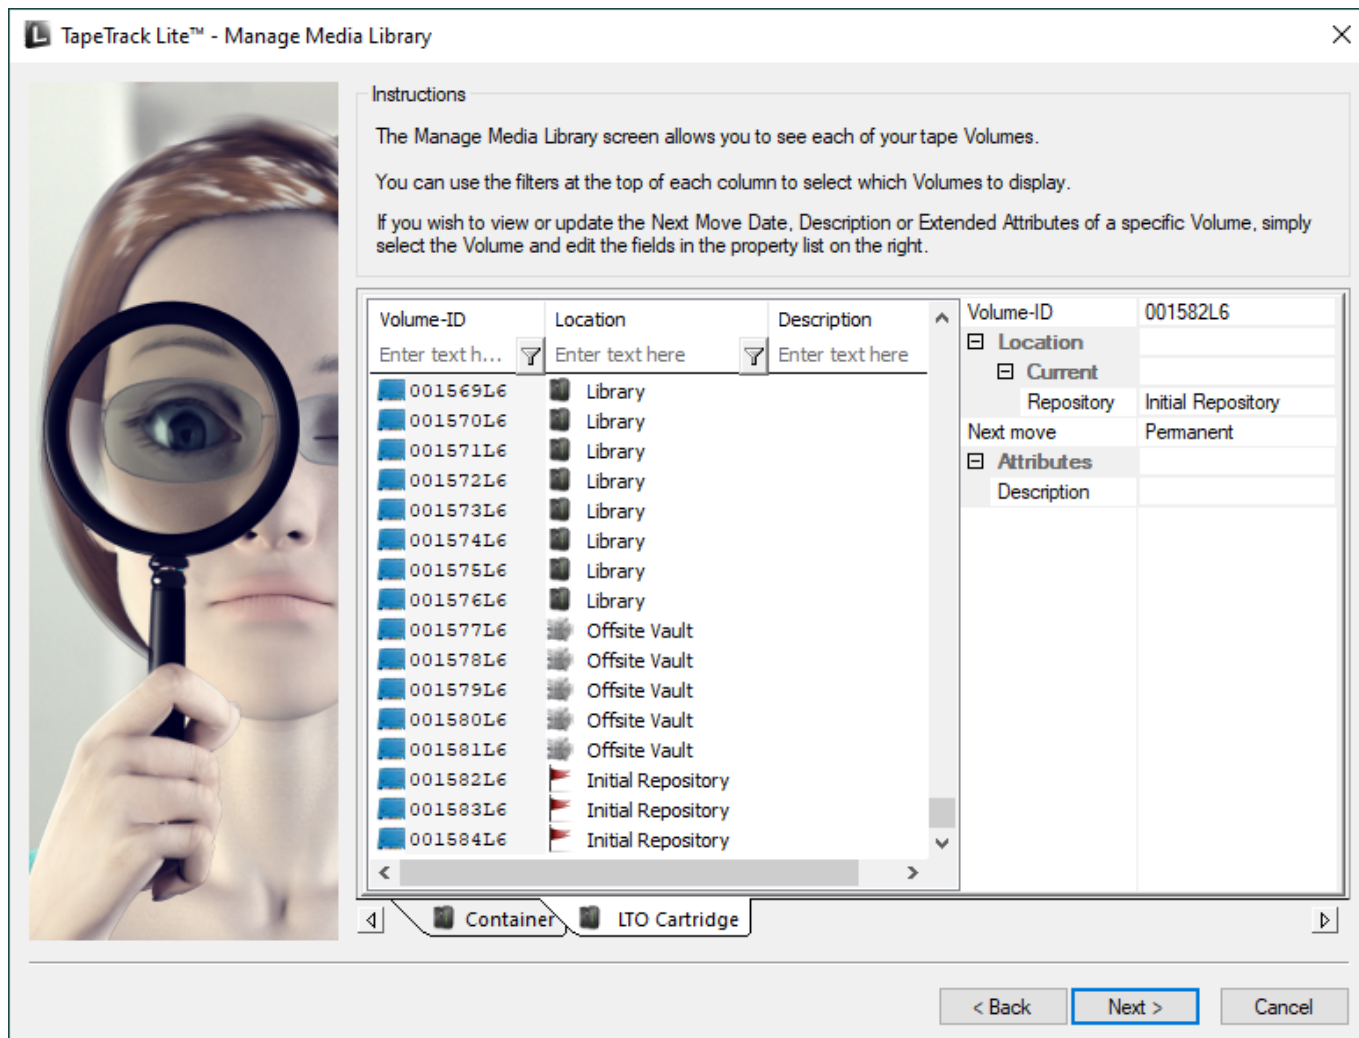 TapeTrack Lite™ - Manage Media Library
Instructions
The Manage Media Library screen allows you to see each of your tape Volumes.
You can use the filters at the top of each column to select which Volumes to display.
If you wish to view or update the Next Move Date, Description or Extended Attributes of a specific Volume, simply
select the Volume and edit the fields in the property list on the right.
Volume-ID Location Description
Enter text h... Enter text here Enter text here
001569L6 Library
001570L6 Library
001571L6 Library
001572L6 Library
001573L6 Library
001574L6 Library
001575L6 Library
001576L6 Library
001577L6 Offsite Vault
001578L6 Offsite Vault
001579L6 Offsite Vault
001580L6 Offsite Vault
001581L6 Offsite Vault
001582L6 Initial Repository
001583L6 Initial Repository
001584L6 Initial Repository
Volume-ID 001582L6
Location
Current
Repository Initial Repository
Next move Permanent
Attributes
Description
Container LTO Cartridge
< Back Next > Cancel